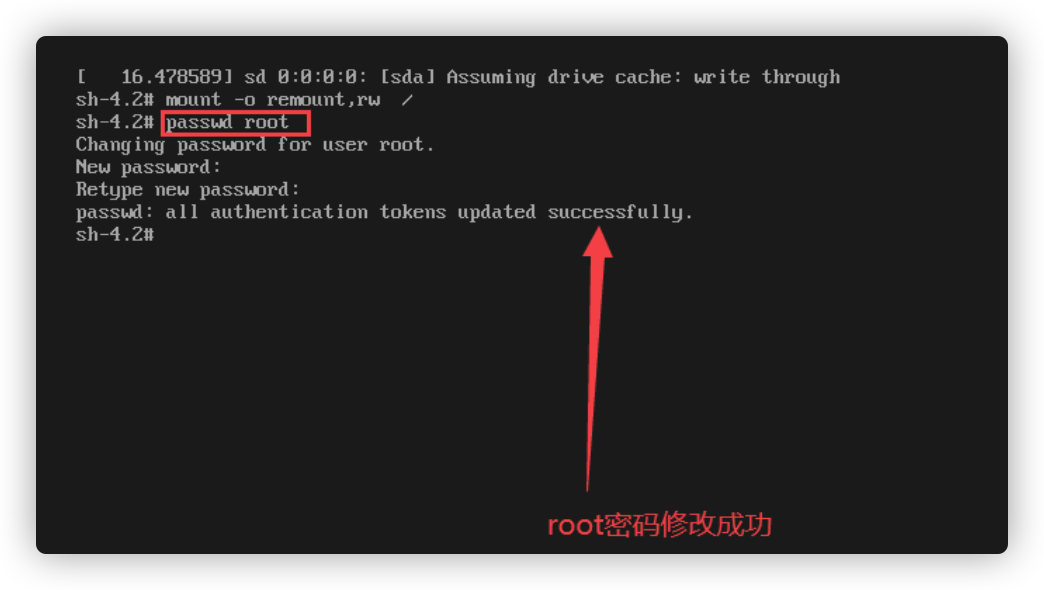 [   16.478589] sd 0:0:0:0: [sda] Assuming drive cache: write through
sh-4.2# mount -o remount,rw  /
sh-4.2# passwd root
Changing password for user root.
New password:
Retype new password:
passwd: all authentication tokens updated successfully.
sh-4.2#
root密码修改成功